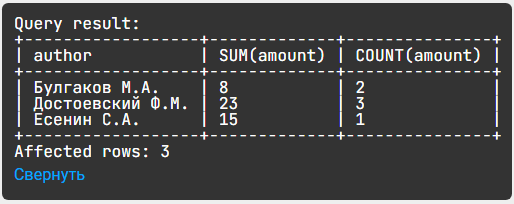 Query result:
+------------------+-------------+---------------+
| author           | SUM(amount) | COUNT(amount) |
+------------------+-------------+---------------+
| Булгаков М.А.    | 8           | 2             |
| Достоевский Ф.М. | 23          | 3             |
| Есенин С.А.      | 15          | 1             |
+------------------+-------------+---------------+
Affected rows: 3
Свернуть